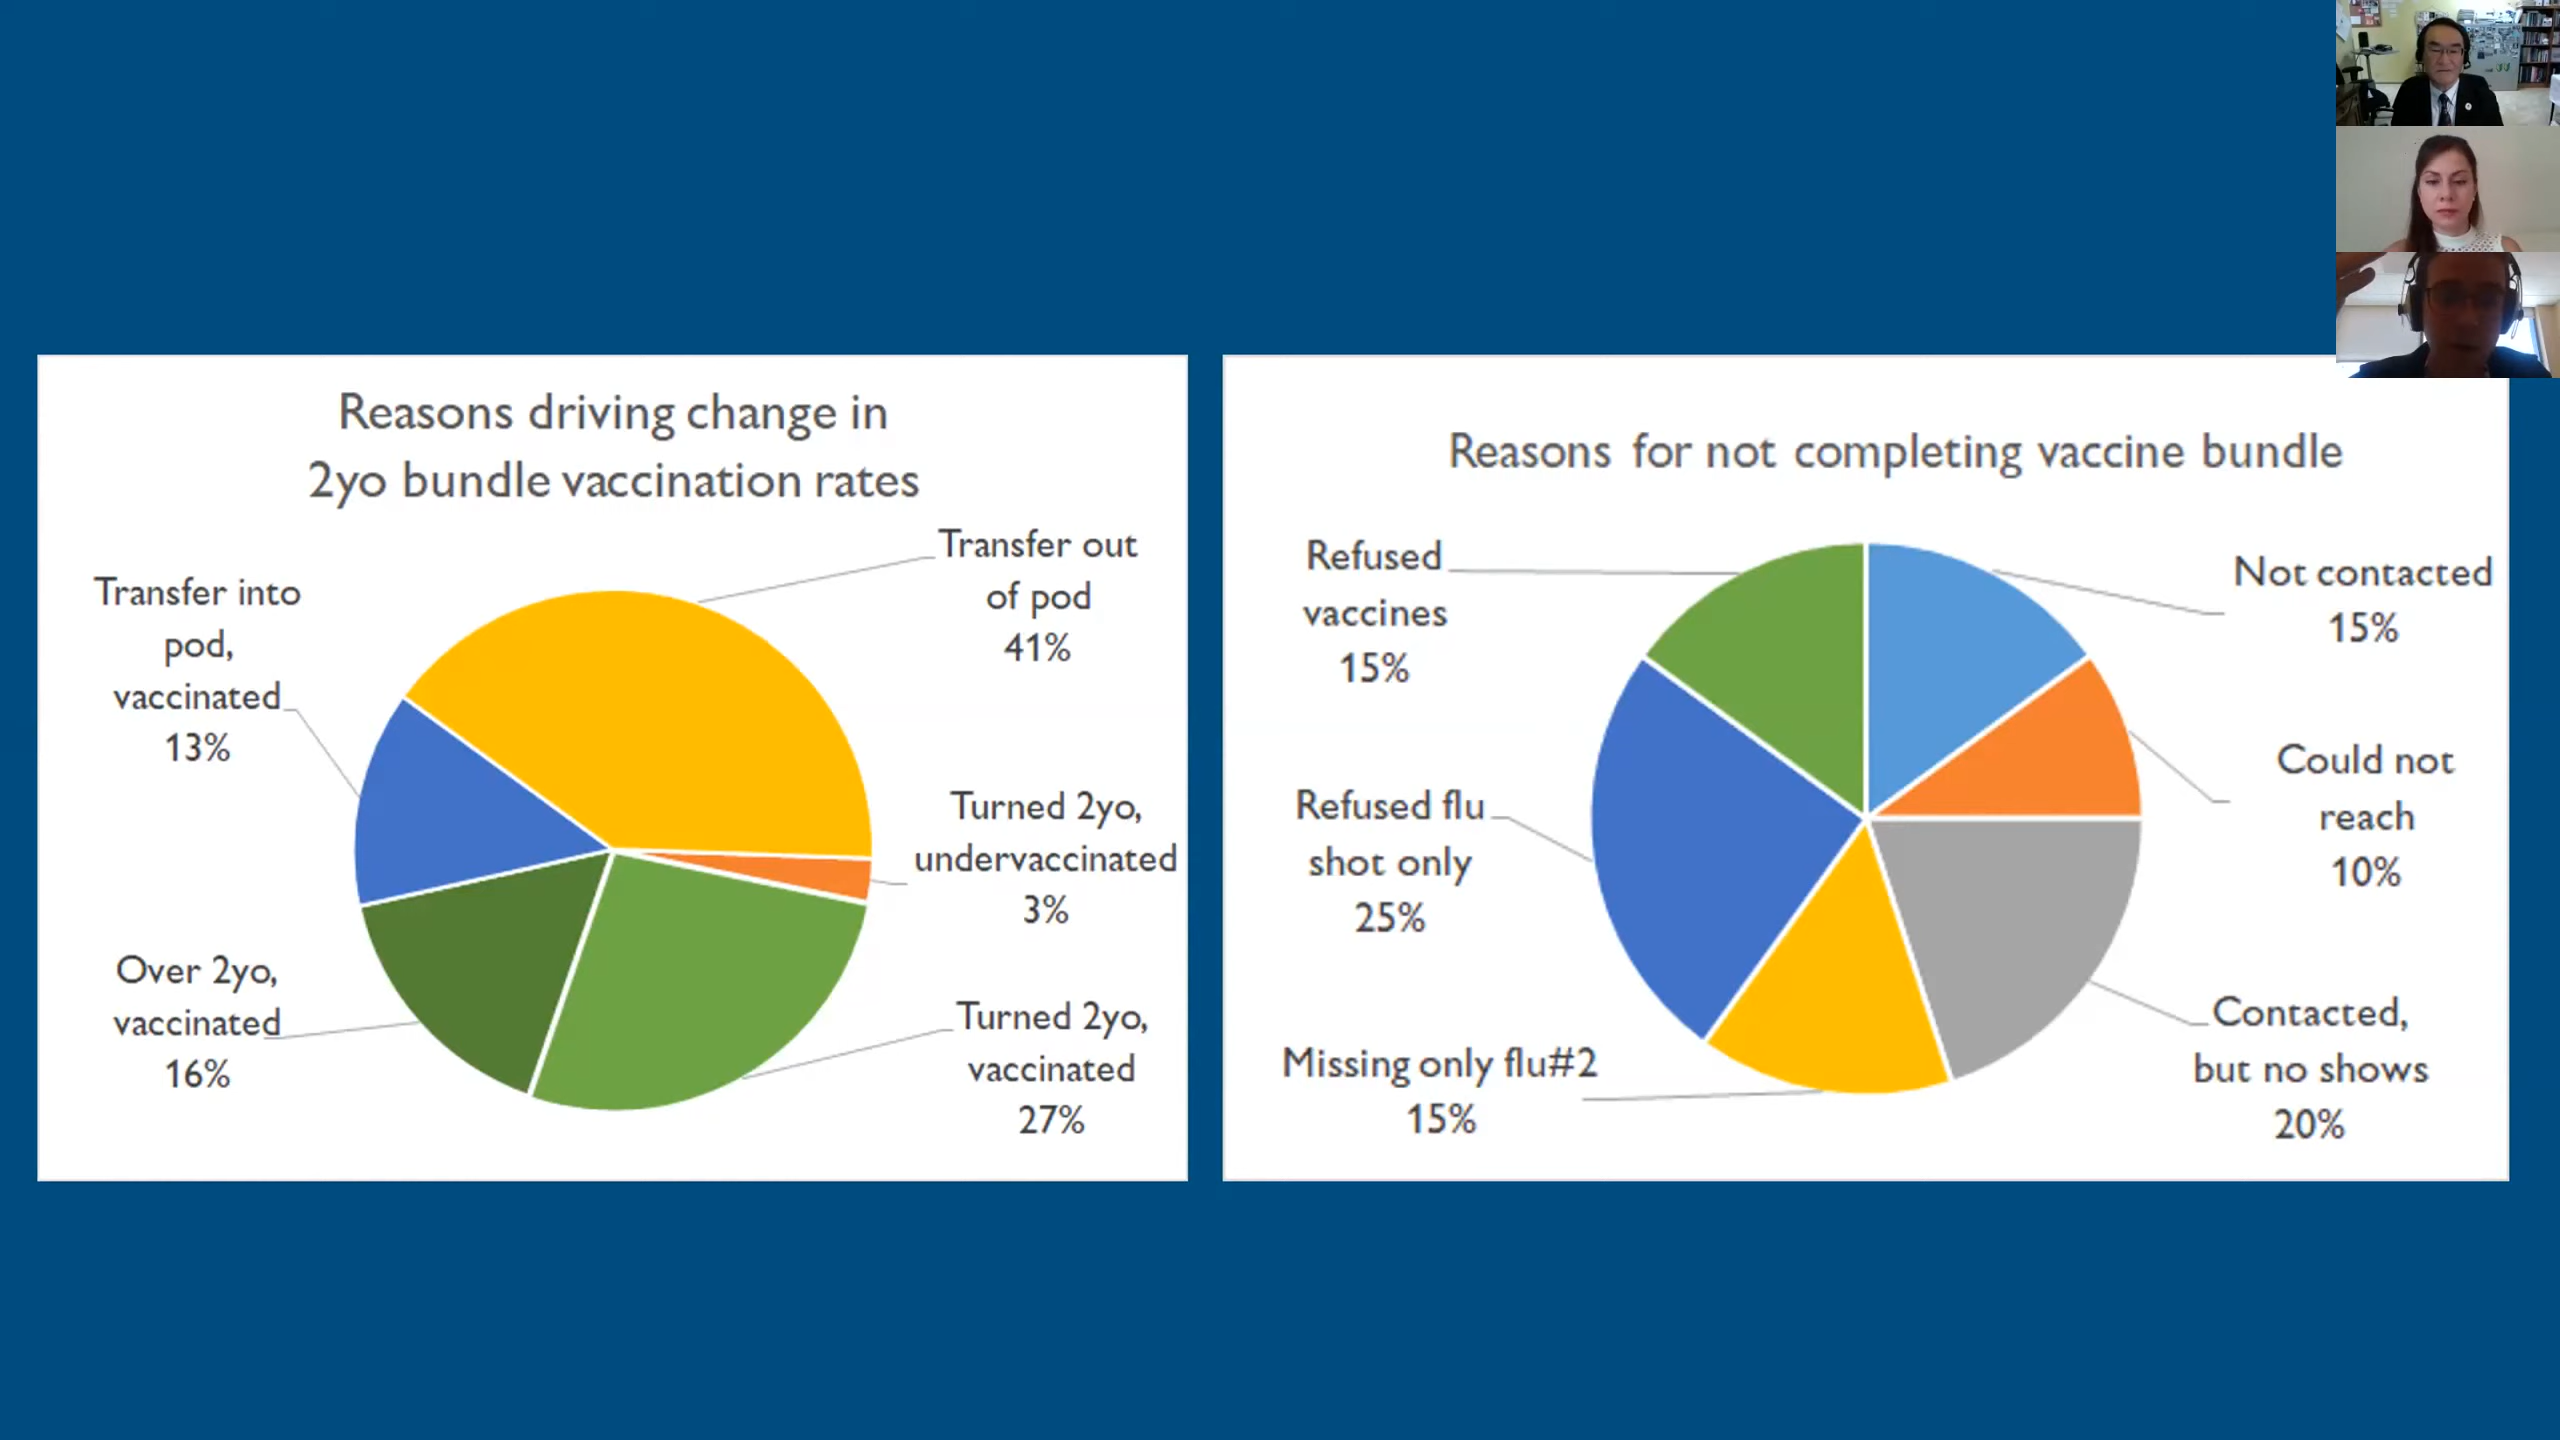 Reasons driving change in
2yo bundle vaccination rates
Transfer out
of pod
41%
Transfer into
pod,
vaccinated
13%
Turned 2yo,
undervaccinated
3%
Over 2yo,
vaccinated
16%
Turned 2yo,
vaccinated
27%
Reasons for not completing vaccine bundle
Refused
vaccines
15%
Not contacted
15%
Could not
reach
10%
Refused flu
shot only
25%
Contacted,
but no shows
20%
Missing only flu#2
15%